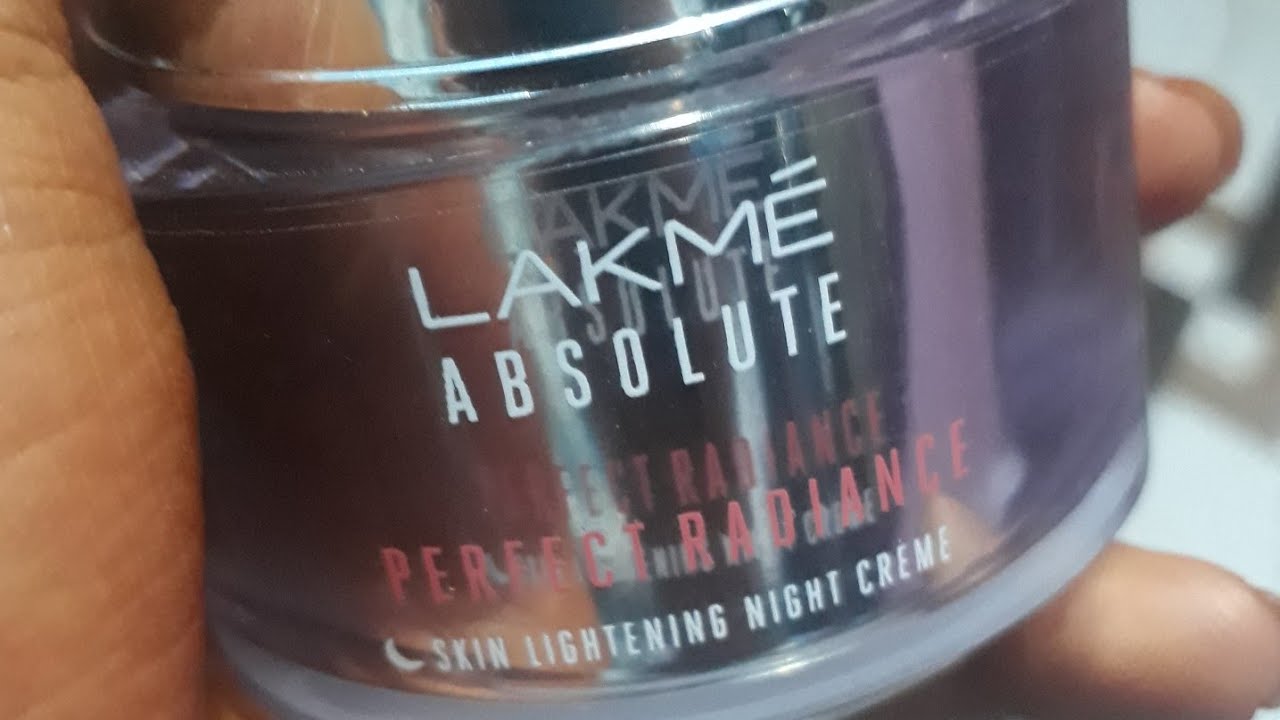 LAKMÉ
ABSOLUTE
PERFECT RADIANCE
SKIN LIGHTENING NIGHT CRÈME